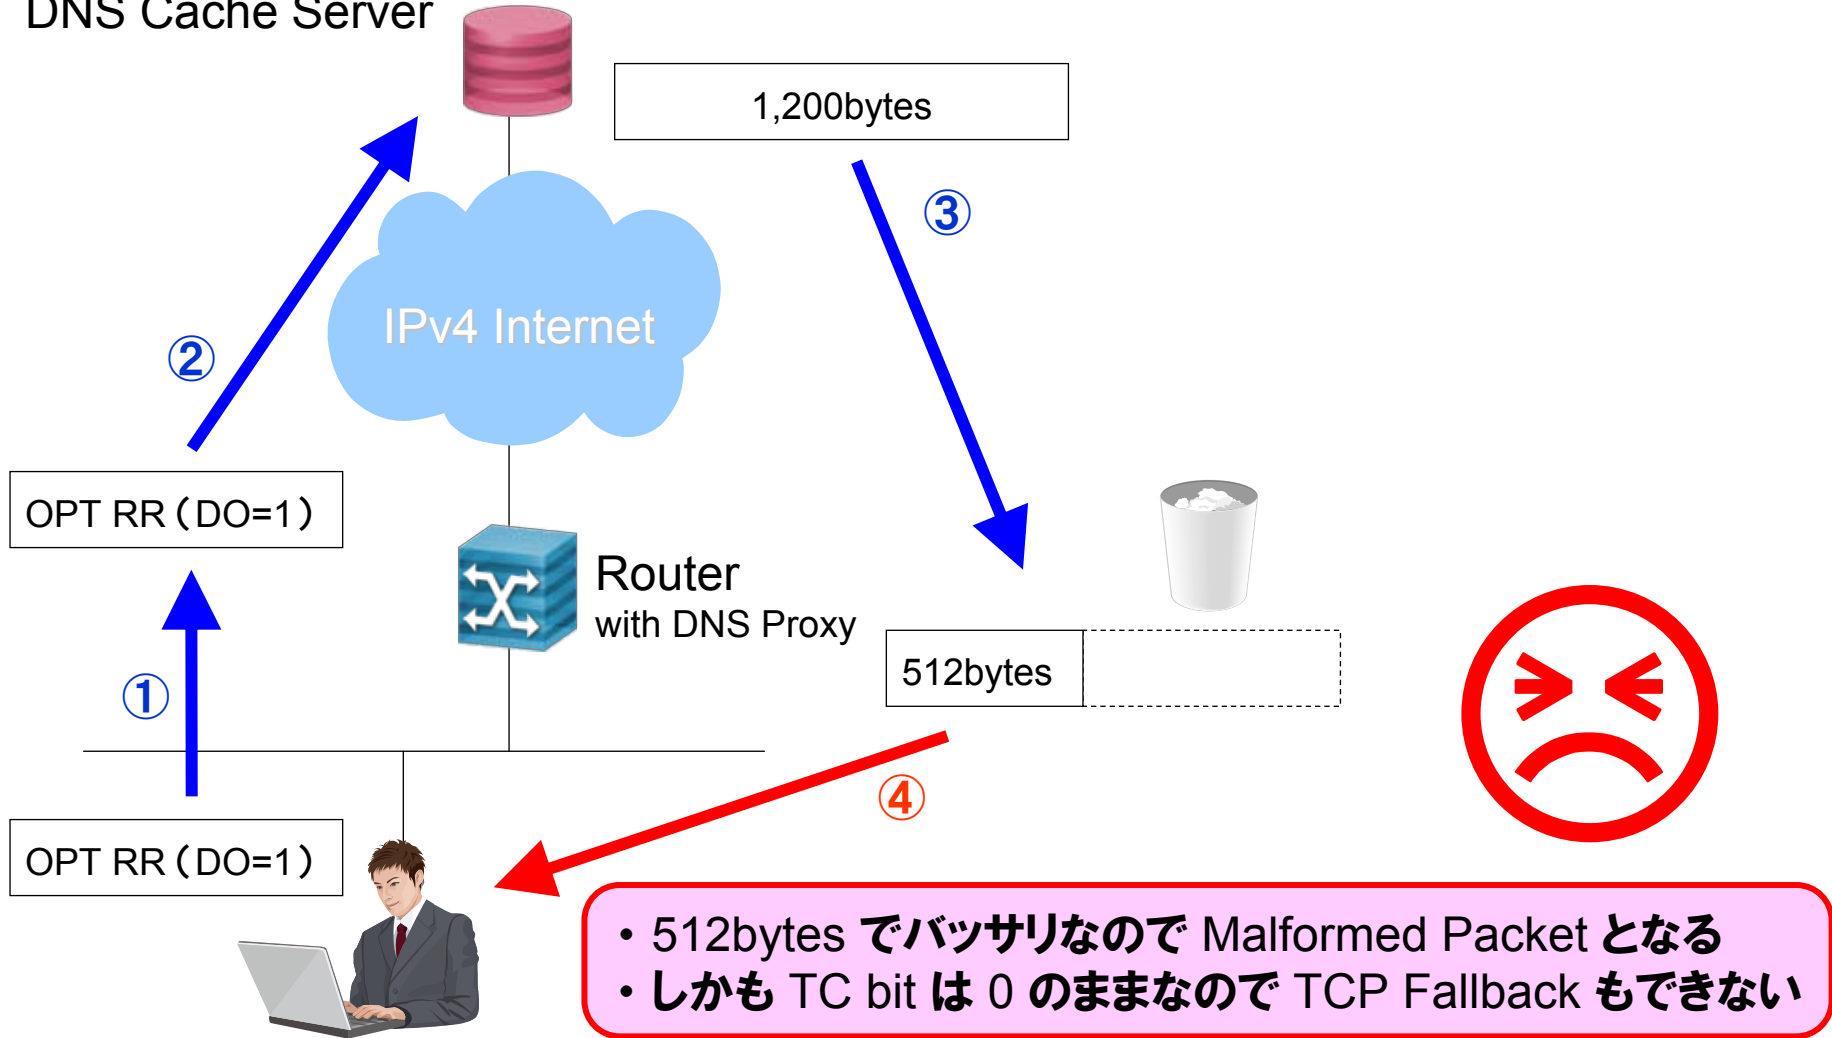 DNS Cache Server
1,200bytes
③
IPv4 Internet
②
OPT RR（DO=1）
Router
with DNS Proxy
512bytes
①
④
OPT RR（DO=1）
・512bytes でバッサリなので Malformed Packet となる
・しかも TC bit は 0 のままなので TCP Fallback もできない